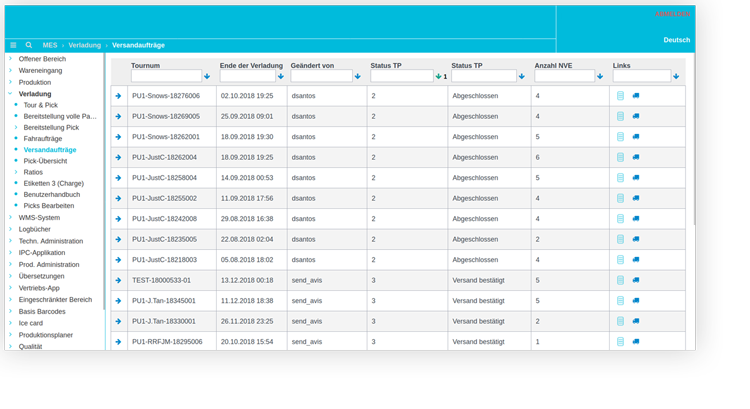 ABMELDEN
Deutsch
MES › Verladung › Versandaufträge
Offener Bereich
Wareneingang
Produktion
Verladung
Tour & Pick
Bereitstellung volle Pa…
Bereitstellung Pick
Fahraufträge
Versandaufträge
Pick-Übersicht
Ratios
Etiketten 3 (Charge)
Benutzerhandbuch
Picks Bearbeiten
WMS-System
Logbücher
Techn. Administration
IPC-Applikation
Prod. Administration
Übersetzungen
Vertriebs-App
Eingeschränkter Bereich
Basis Barcodes
Ice card
Produktionsplaner
Qualität
Tournum Ende der Verladung Geändert von Status TP Status TP Anzahl NVE Links
1
PU1-Snows-18276006 02.10.2018 19:25 dsantos 2 Abgeschlossen 4
PU1-Snows-18269005 25.09.2018 09:01 dsantos 2 Abgeschlossen 4
PU1-Snows-18262001 18.09.2018 19:30 dsantos 2 Abgeschlossen 5
PU1-JustC-18262004 18.09.2018 19:25 dsantos 2 Abgeschlossen 6
PU1-JustC-18258004 14.09.2018 00:53 dsantos 2 Abgeschlossen 5
PU1-JustC-18255002 11.09.2018 17:56 dsantos 2 Abgeschlossen 4
PU1-JustC-18242008 29.08.2018 16:38 dsantos 2 Abgeschlossen 4
PU1-JustC-18235005 22.08.2018 02:04 dsantos 2 Abgeschlossen 2
PU1-JustC-18218003 05.08.2018 18:02 dsantos 2 Abgeschlossen 4
TEST-18000533-01 13.12.2018 00:18 send_avis 3 Versand bestätigt 5
PU1-J.Tan-18345001 11.12.2018 18:38 send_avis 3 Versand bestätigt 5
PU1-J.Tan-18330001 26.11.2018 23:25 send_avis 3 Versand bestätigt 2
PU1-RRFJM-18295006 20.10.2018 15:54 send_avis 3 Versand bestätigt 1